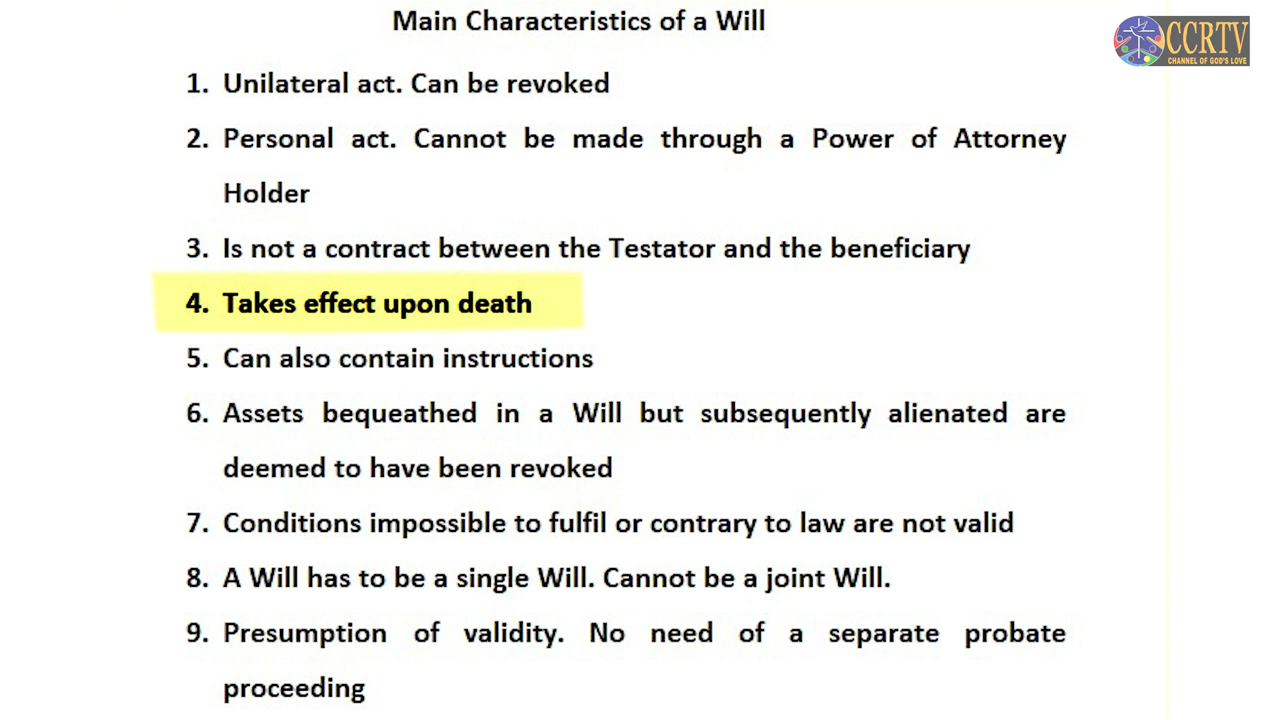 Main Characteristics of a Will
CCRTV
CHANNEL OF GOD'S LOVE
1. Unilateral act. Can be revoked
2. Personal act. Cannot be made through a Power of Attorney
Holder
3. Is not a contract between the Testator and the beneficiary
4. Takes effect upon death
5. Can also contain instructions
6. Assets bequeathed in a Will but subsequently alienated are
deemed to have been revoked
7. Conditions impossible to fulfil or contrary to law are not valid
8. A Will has to be a single Will. Cannot be a joint Will.
9. Presumption of validity. No need of a separate probate
proceeding